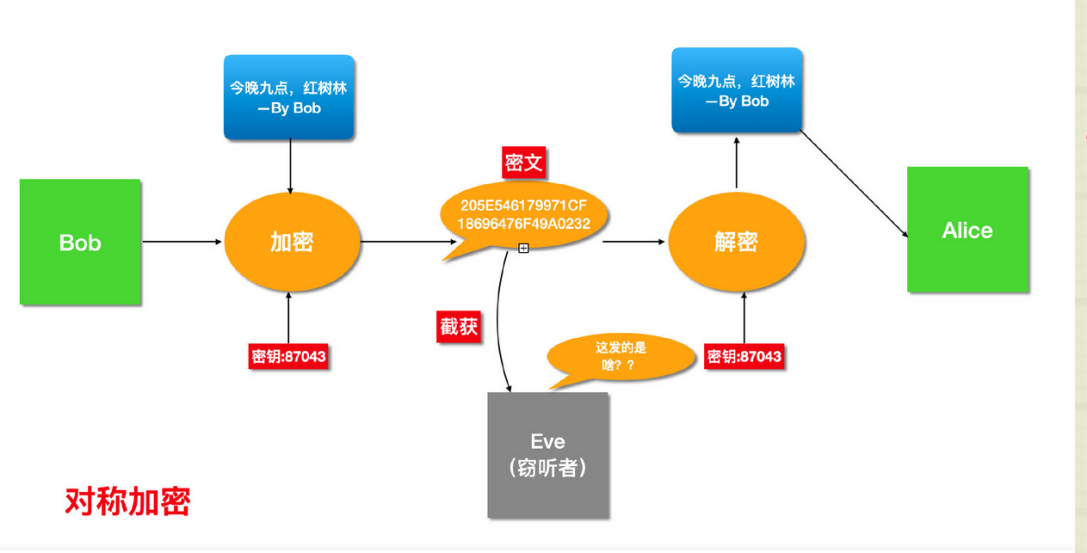 今晚九点，红树林
—By Bob
今晚九点，红树林
—By Bob
密文
205E546179971CF
18696476F49A0232
Bob
加密
解密
Alice
截获
密钥:87043
这发的是
啥？？
密钥:87043
Eve
（窃听者）
对称加密